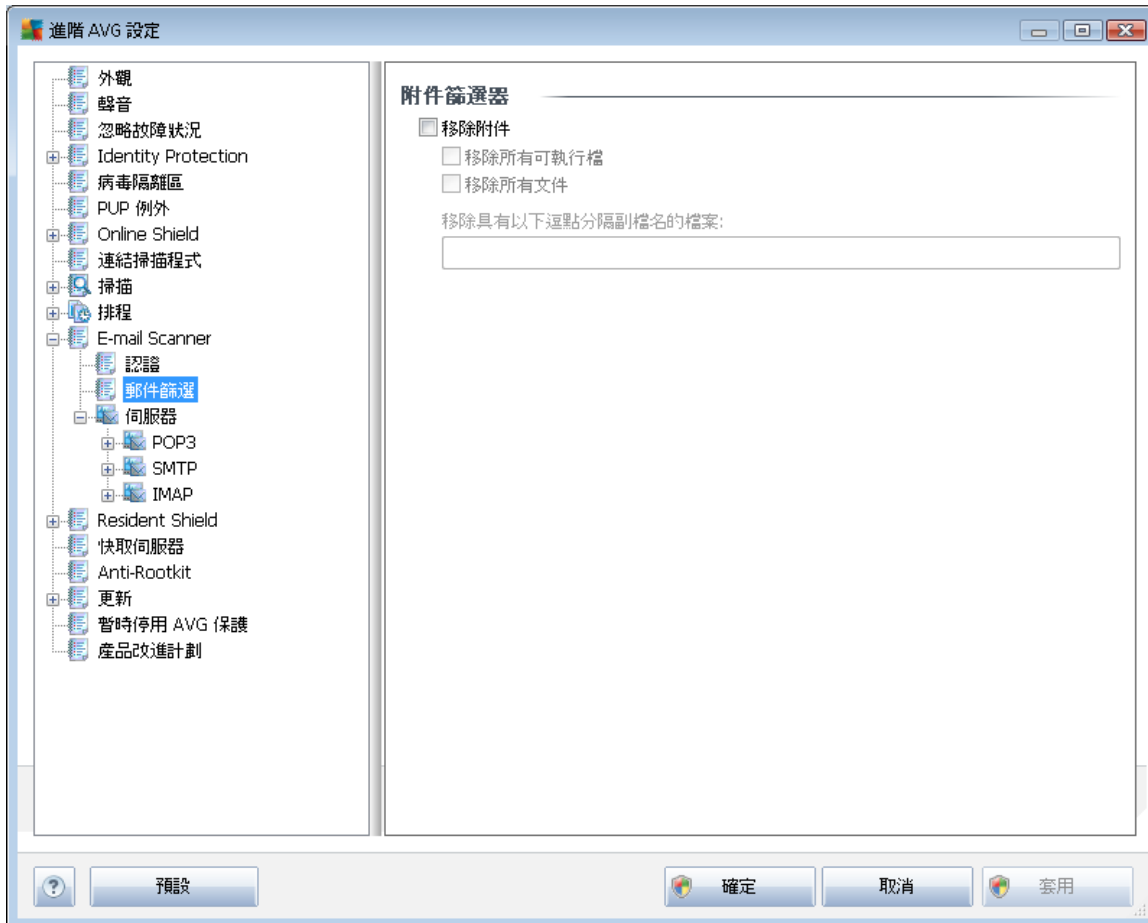 進階 AVG 設定
外觀
聲音
忽略故障狀況
Identity Protection
病毒隔離區
PUP 例外
Online Shield
連結掃描程式
掃描
排程
E-mail Scanner
認證
郵件篩選
伺服器
POP3
SMTP
IMAP
Resident Shield
快取伺服器
Anti-Rootkit
更新
暫時停用 AVG 保護
產品改進計劃
附件篩選器
移除附件
移除所有可執行檔
移除所有文件
移除具有以下逗點分隔副檔名的檔案:
?
預設
確定
取消
套用